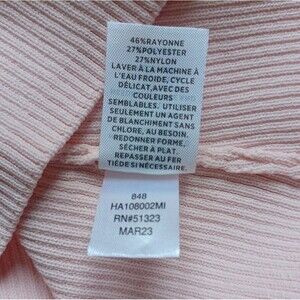 46%RAYONNE
27%POLYESTER
27%NYLON
LAVER À LA MACHINE À
L'EAU FROIDE, CYCLE
DÉLICAT,AVEC DES
COULEURS
SEMBLABLES. UTILISER
SEULEMENT UN AGENT
DE BLANCHIMENT SANS
CHLORE, AU BESOIN.
REDONNER FORME,
SÉCHER À PLAT.
REPASSER AU FER
TIÈDE SI NÉCESSAIRE.
848
HA108002MI
RN#51323
MAR23